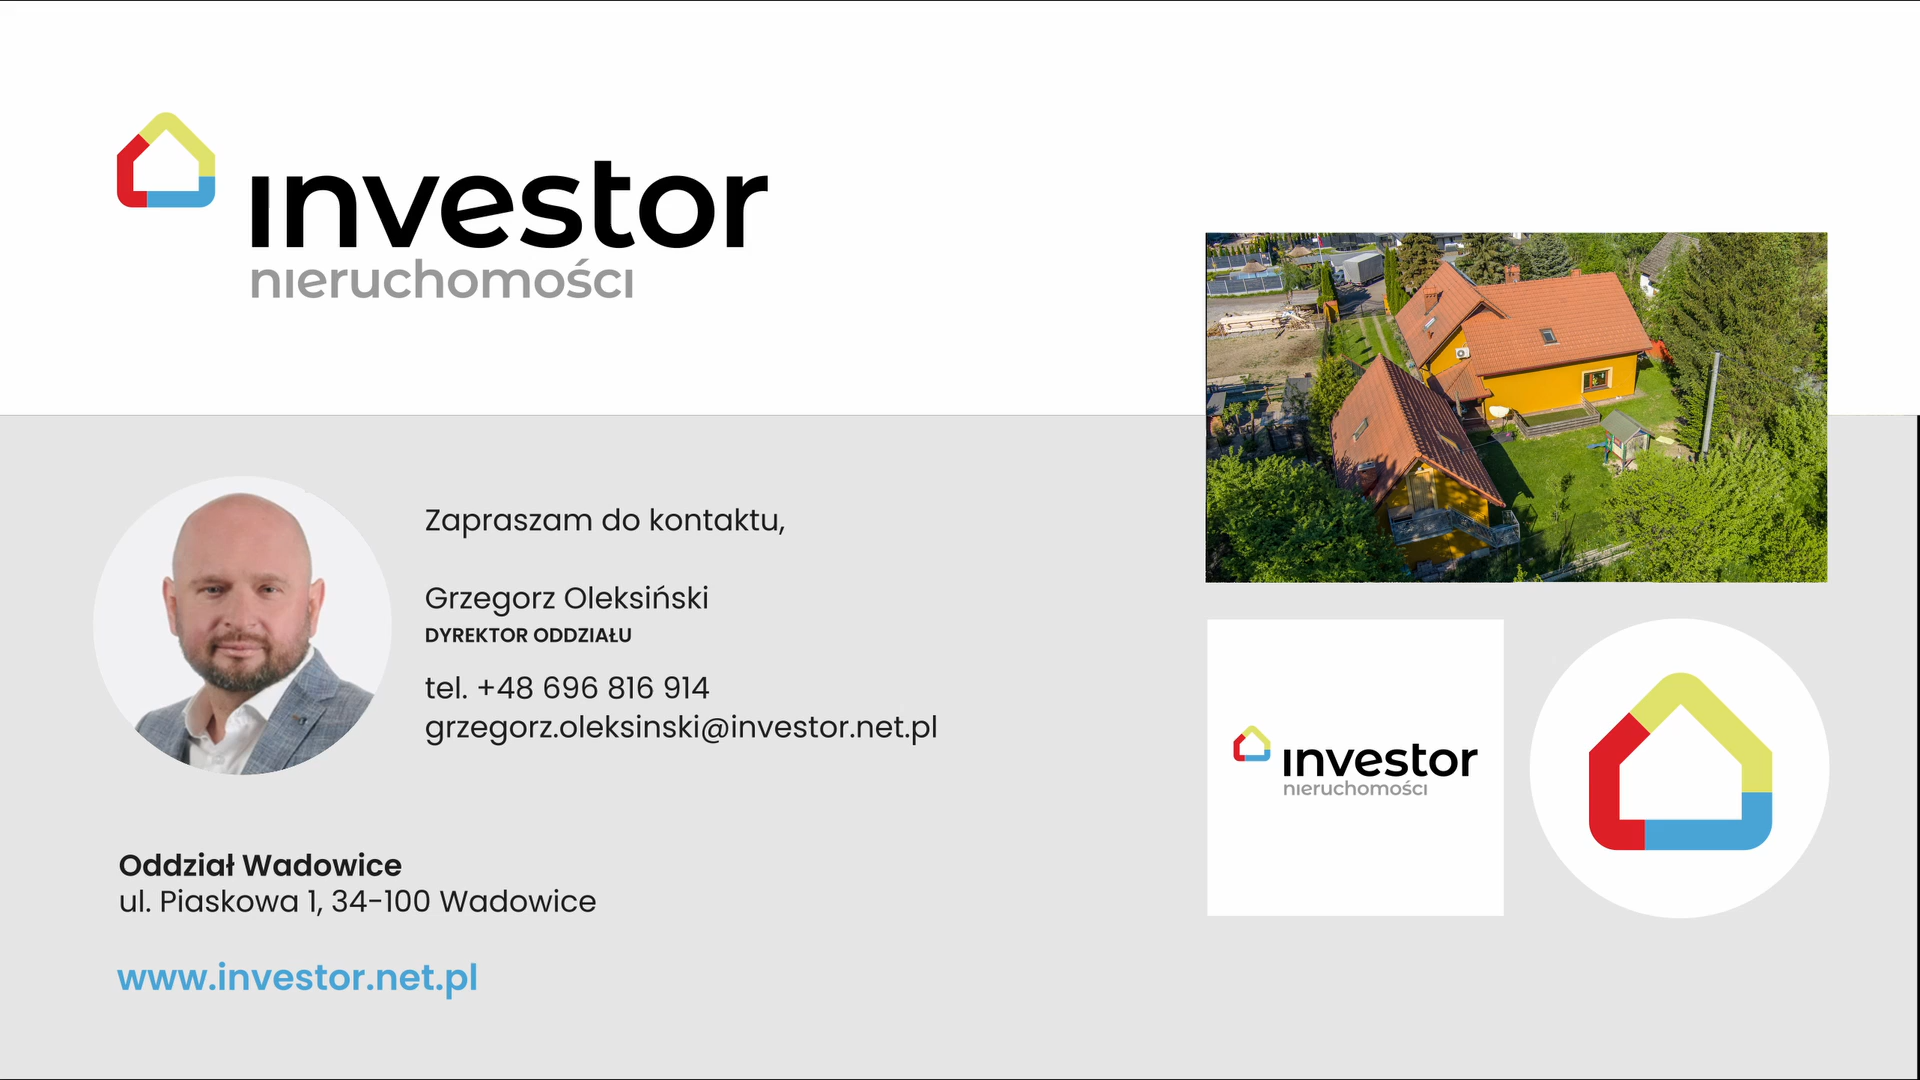 investor
nieruchomości
Zapraszam do kontaktu,
Grzegorz Oleksiński
DYREKTOR ODDZIAŁU
tel. +48 696 816 914
grzegorz.oleksinski@investor.net.pl
Oddział Wadowice
ul. Piaskowa 1, 34-100 Wadowice
www.investor.net.pl
investor
nieruchomości